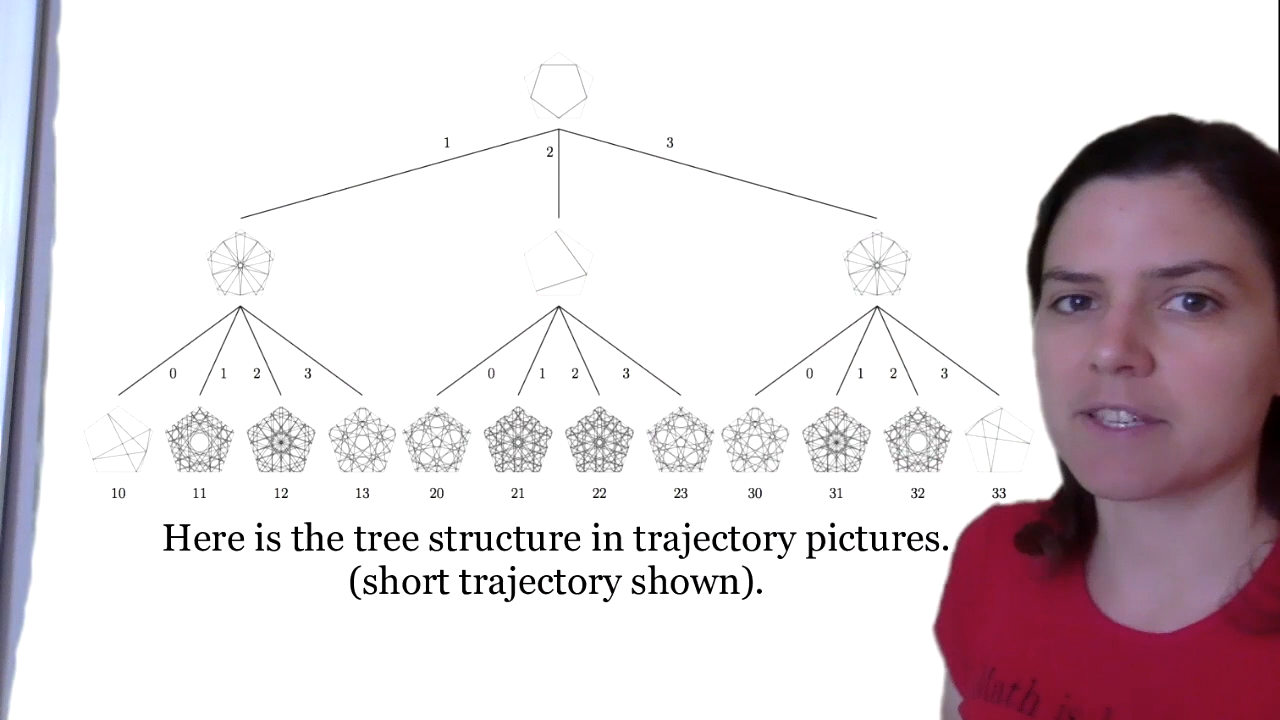 1 2 3
0 1 2 3 0 1 2 3 0 1 2 3
10 11 12 13 20 21 22 23 30 31 32 33
Here is the tree structure in trajectory pictures.
(short trajectory shown).
Math is